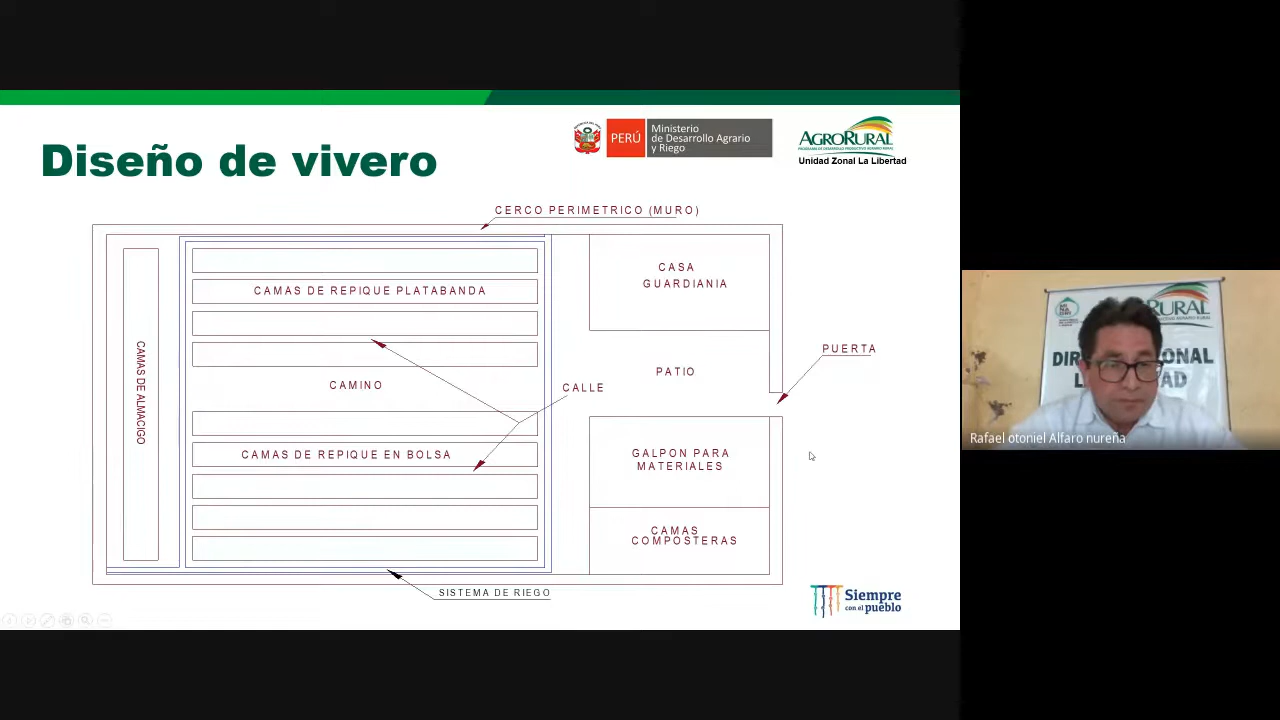 Diseño de vivero
PERÚ
Ministerio
de Desarrollo Agrario
y Riego
AGRORURAL
Unidad Zonal La Libertad
CERCO PERIMETRICO (MURO)
CASA
GUARDIANIA
CAMAS DE REPIQUE PLATABANDA
PUERTA
CAMAS DE ALMACIGO
CAMINO
CALLE
PATIO
CAMAS DE REPIQUE EN BOLSA
GALPON PARA
MATERIALES
CAMAS
COMPOSTERAS
SISTEMA DE RIEGO
Siempre
con el pueblo
RURAL
Rafael otoniel Alfaro nureña